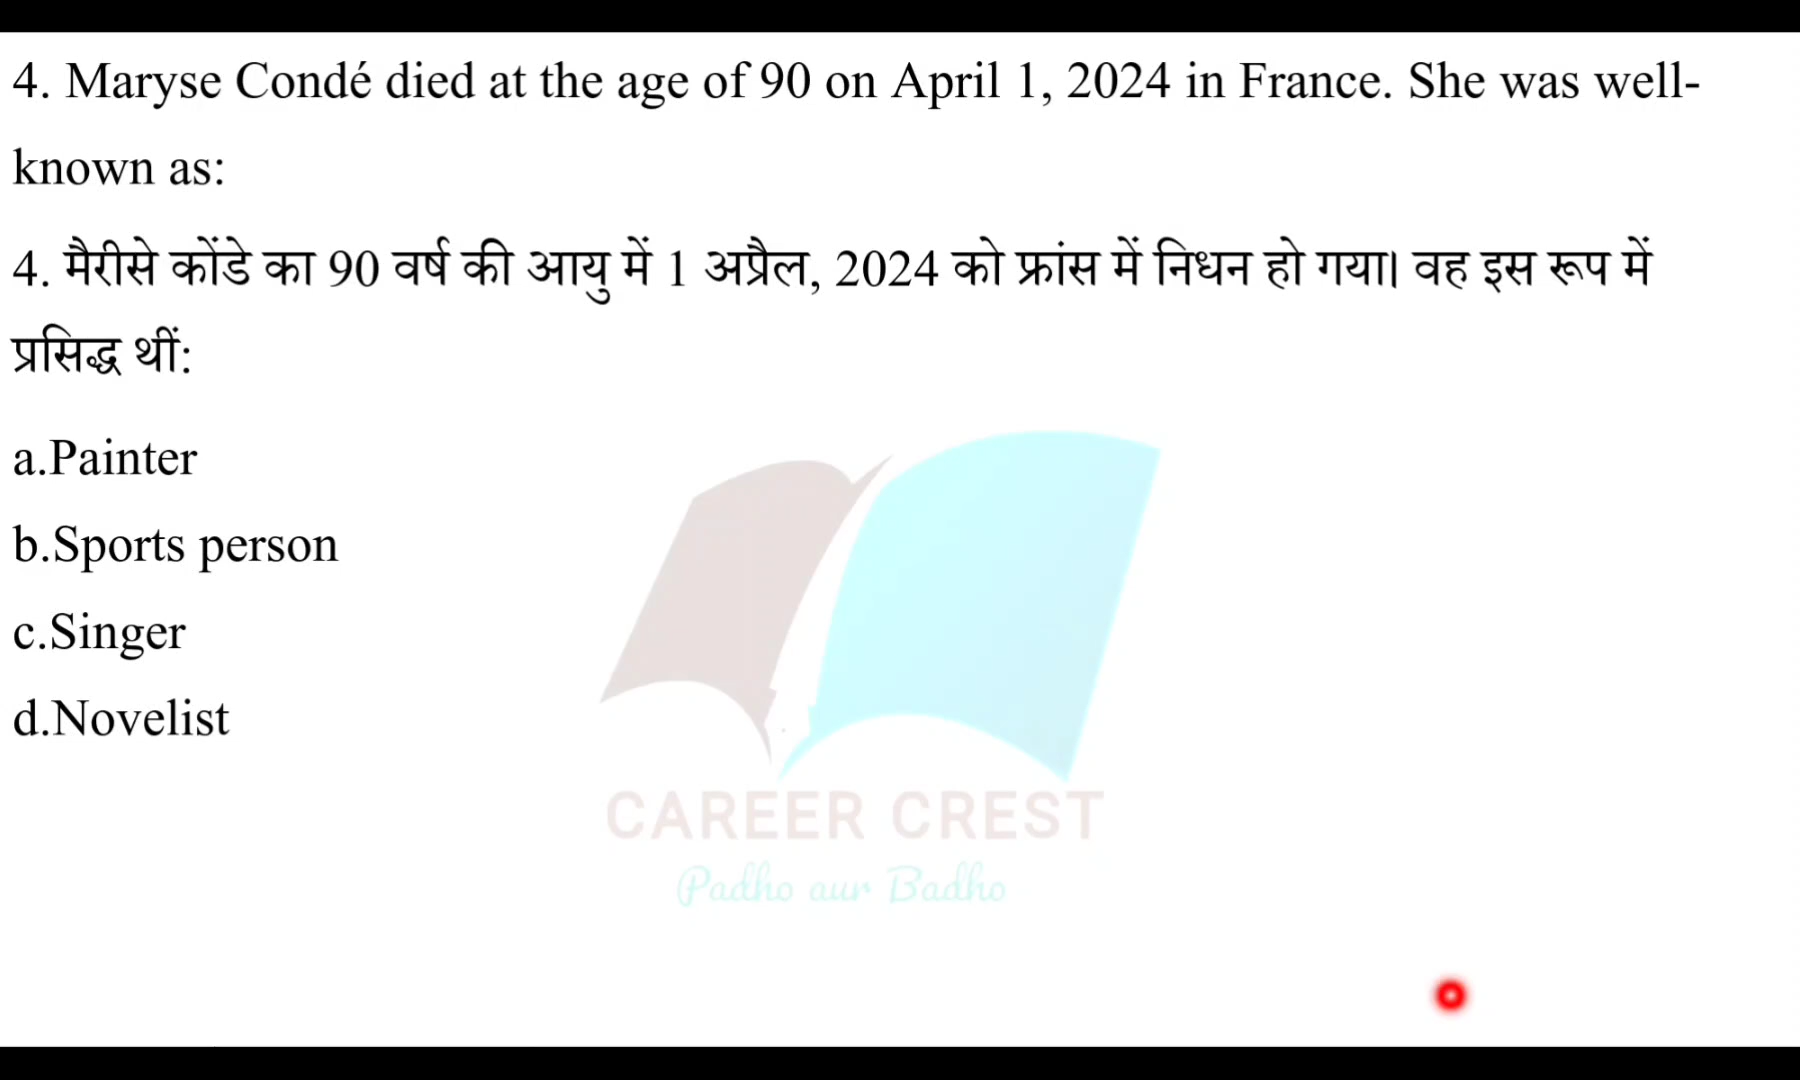 4. Maryse Condé died at the age of 90 on April 1, 2024 in France. She was well-
known as:
4. मैरीसे कोंडे का 90 वर्ष की आयु में 1 अप्रैल, 2024 को फ्रांस में निधन हो गया। वह इस रूप में
प्रसिद्ध थीं:
a.Painter
b.Sports person
c.Singer
d.Novelist
CAREER CREST
Padho aur Badho